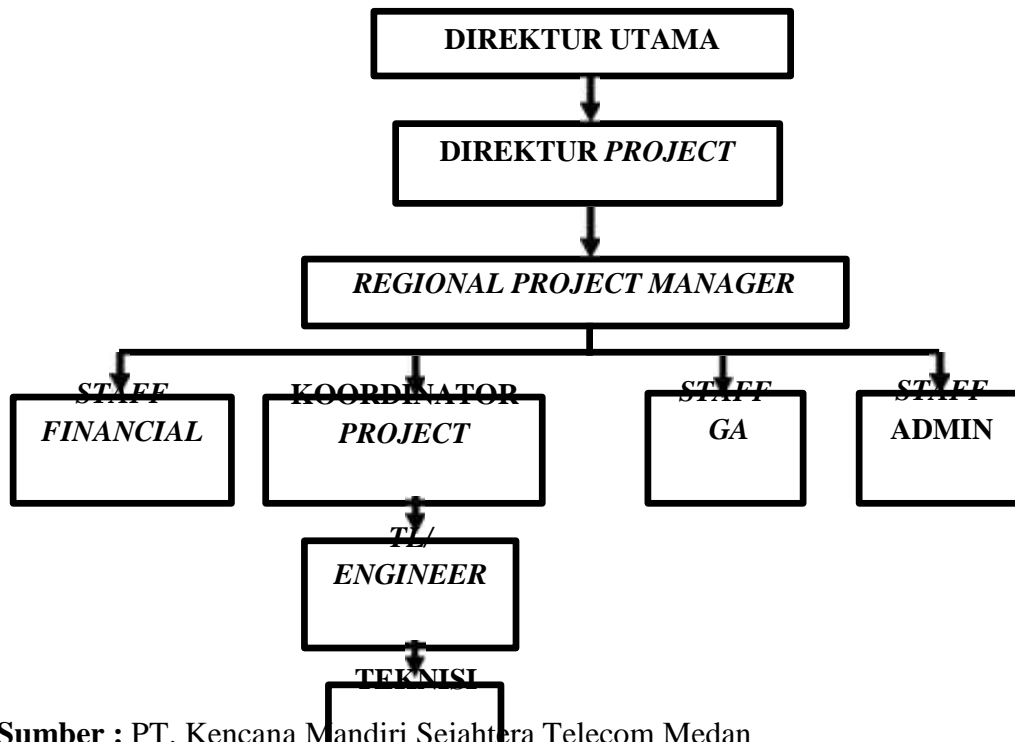 DIREKTUR UTAMA
DIREKTUR PROJECT
REGIONAL PROJECT MANAGER
STAFF
FINANCIAL
KOORDINATOR
PROJECT
STAFF
GA
STAFF
ADMIN
TL/
ENGINEER
TEKNISI
Sumber : PT. Kencana Mandiri Sejahtera Telecom Medan